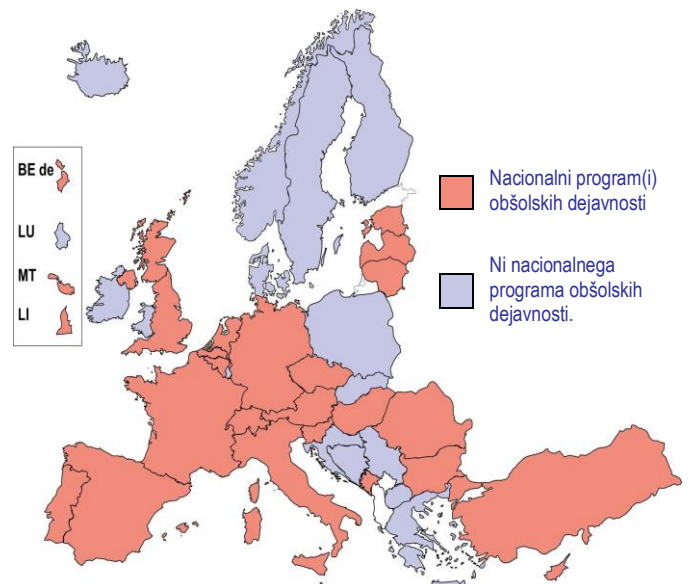 BE de
LU
MT
LI
Nacionalni program(i)
obšolskih dejavnosti
Ni nacionalnega
programa obšolskih
dejavnosti.